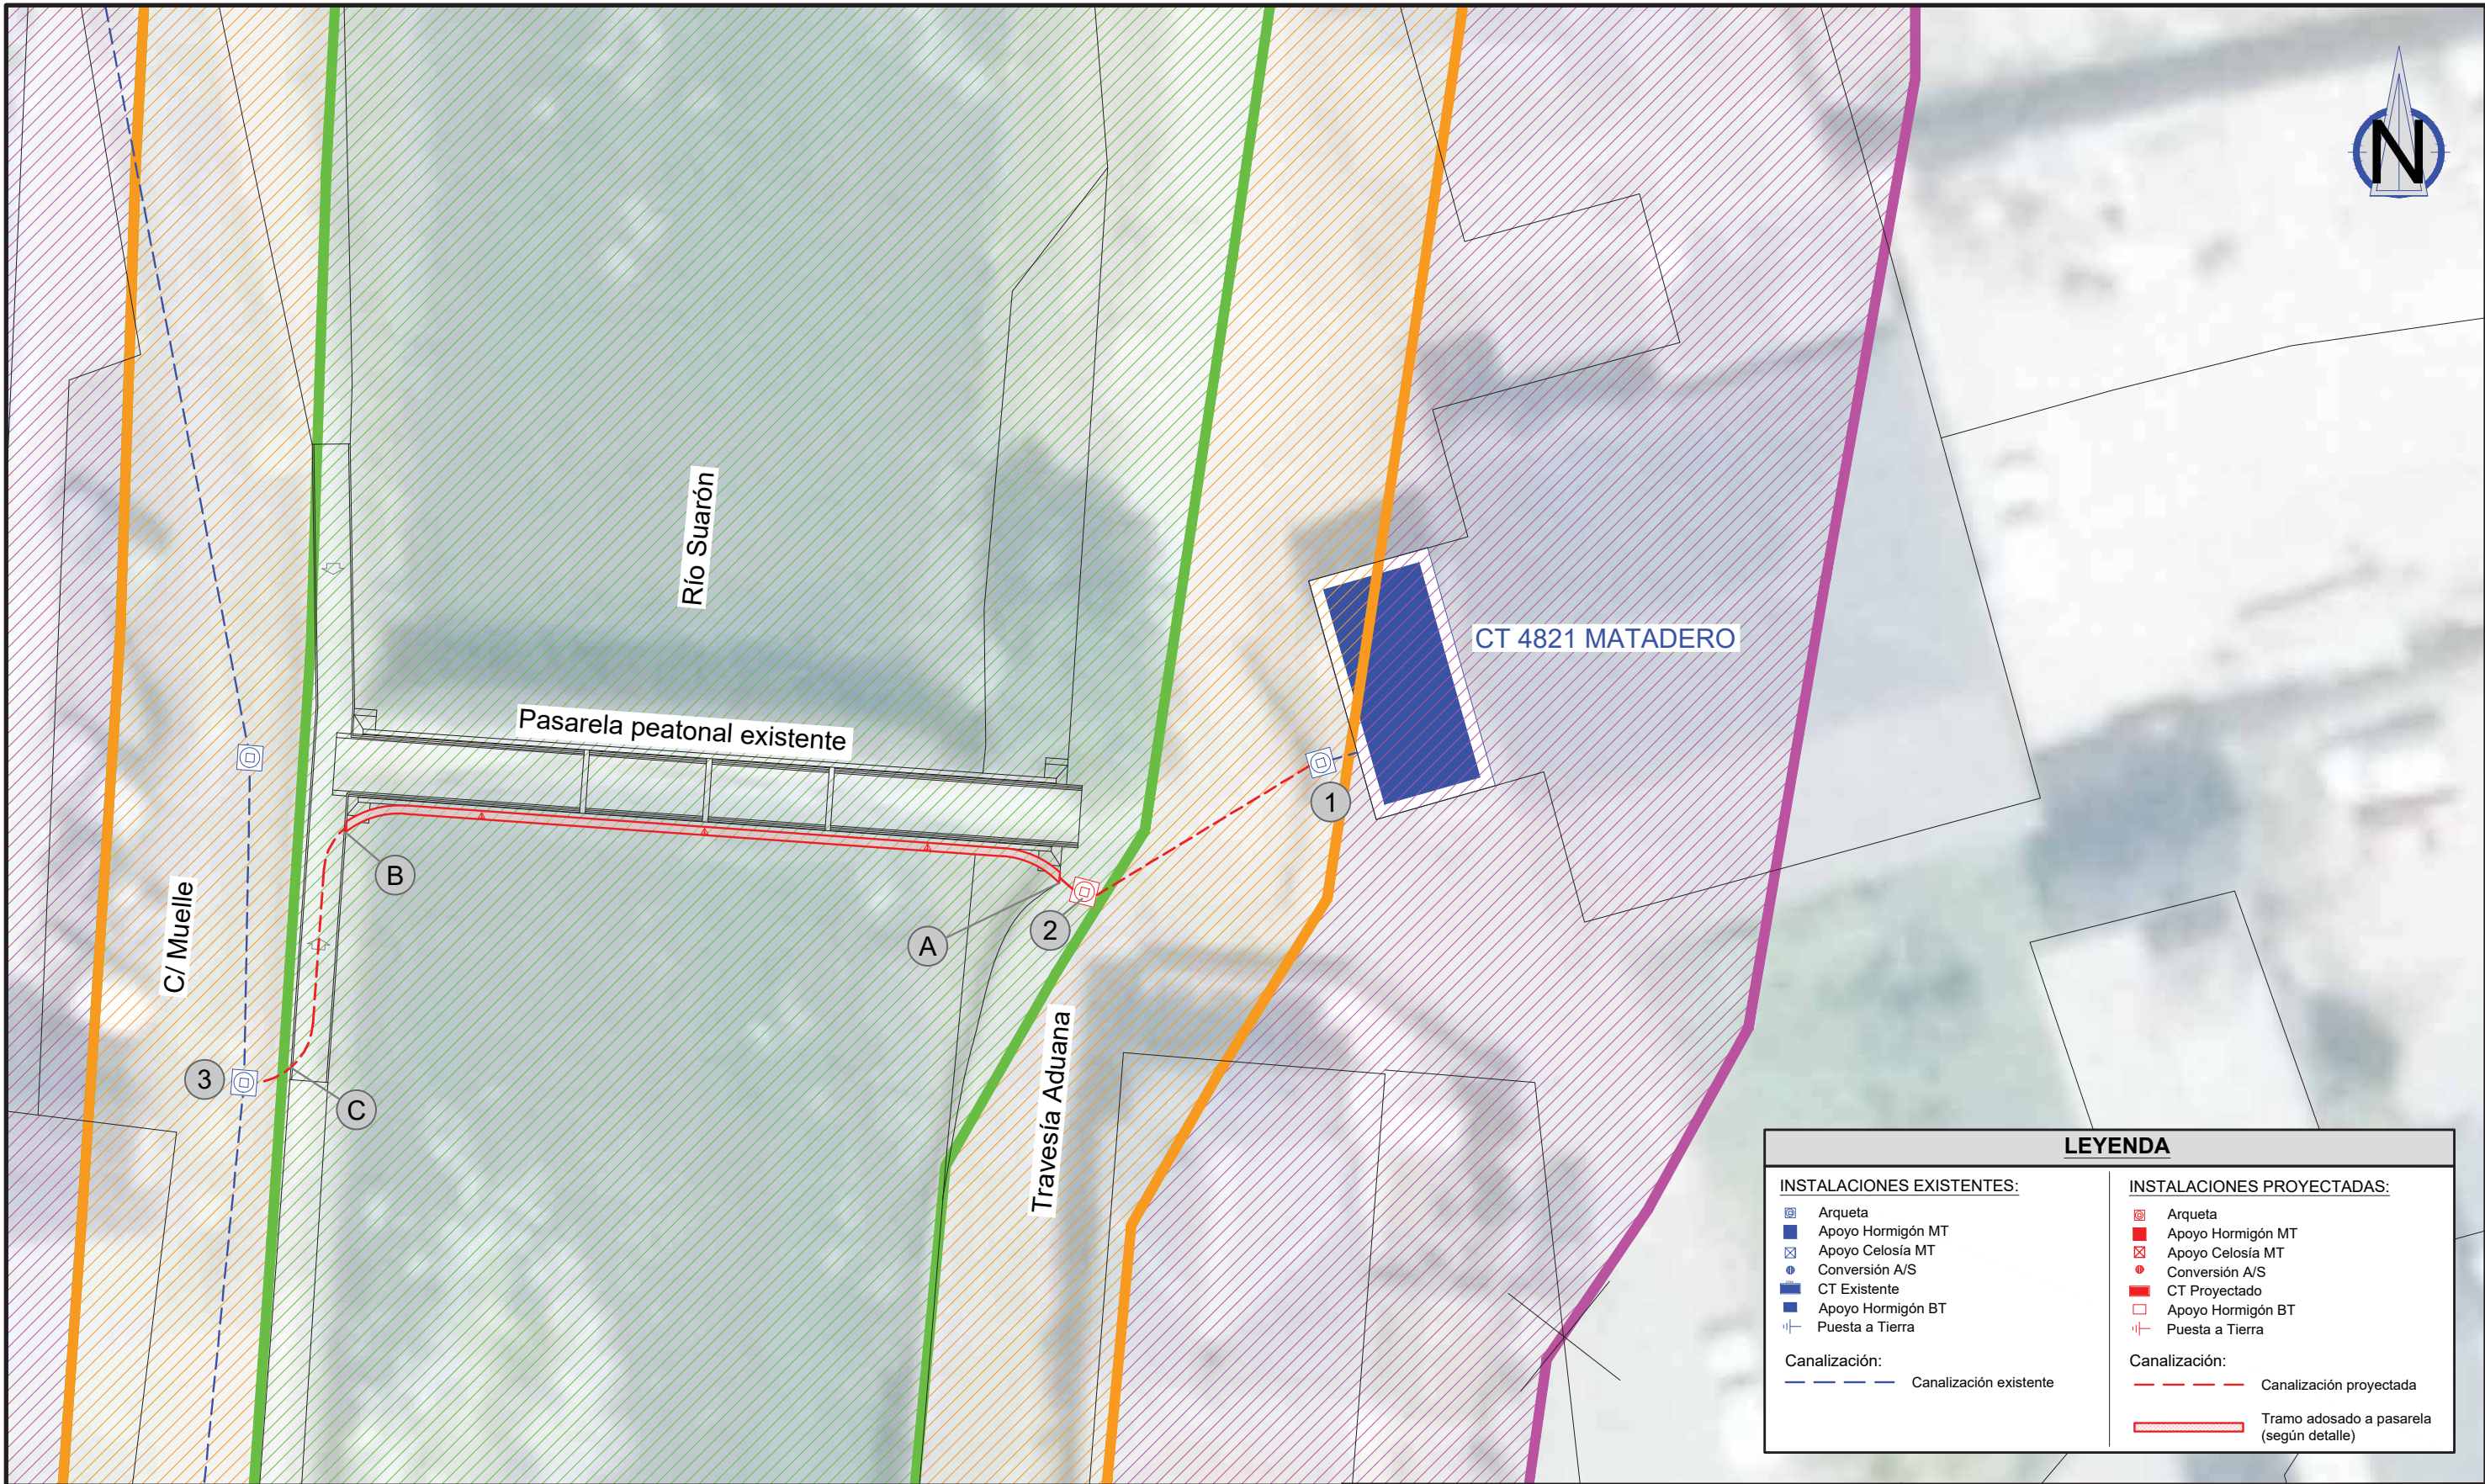 N
Río Suarón
CT 4821 MATADERO
Pasarela peatonal existente
1
B
C/ Muelle
2
A
Travesía Aduana
3
C
LEYENDA
INSTALACIONES EXISTENTES:
Arqueta
Apoyo Hormigón MT
Apoyo Celosía MT
Conversión A/S
CT Existente
Apoyo Hormigón BT
Puesta a Tierra
Canalización:
Canalización existente
INSTALACIONES PROYECTADAS:
Arqueta
Apoyo Hormigón MT
Apoyo Celosía MT
Conversión A/S
CT Proyectado
Apoyo Hormigón BT
Puesta a Tierra
Canalización:
Canalización proyectada
Tramo adosado a pasarela
(según detalle)